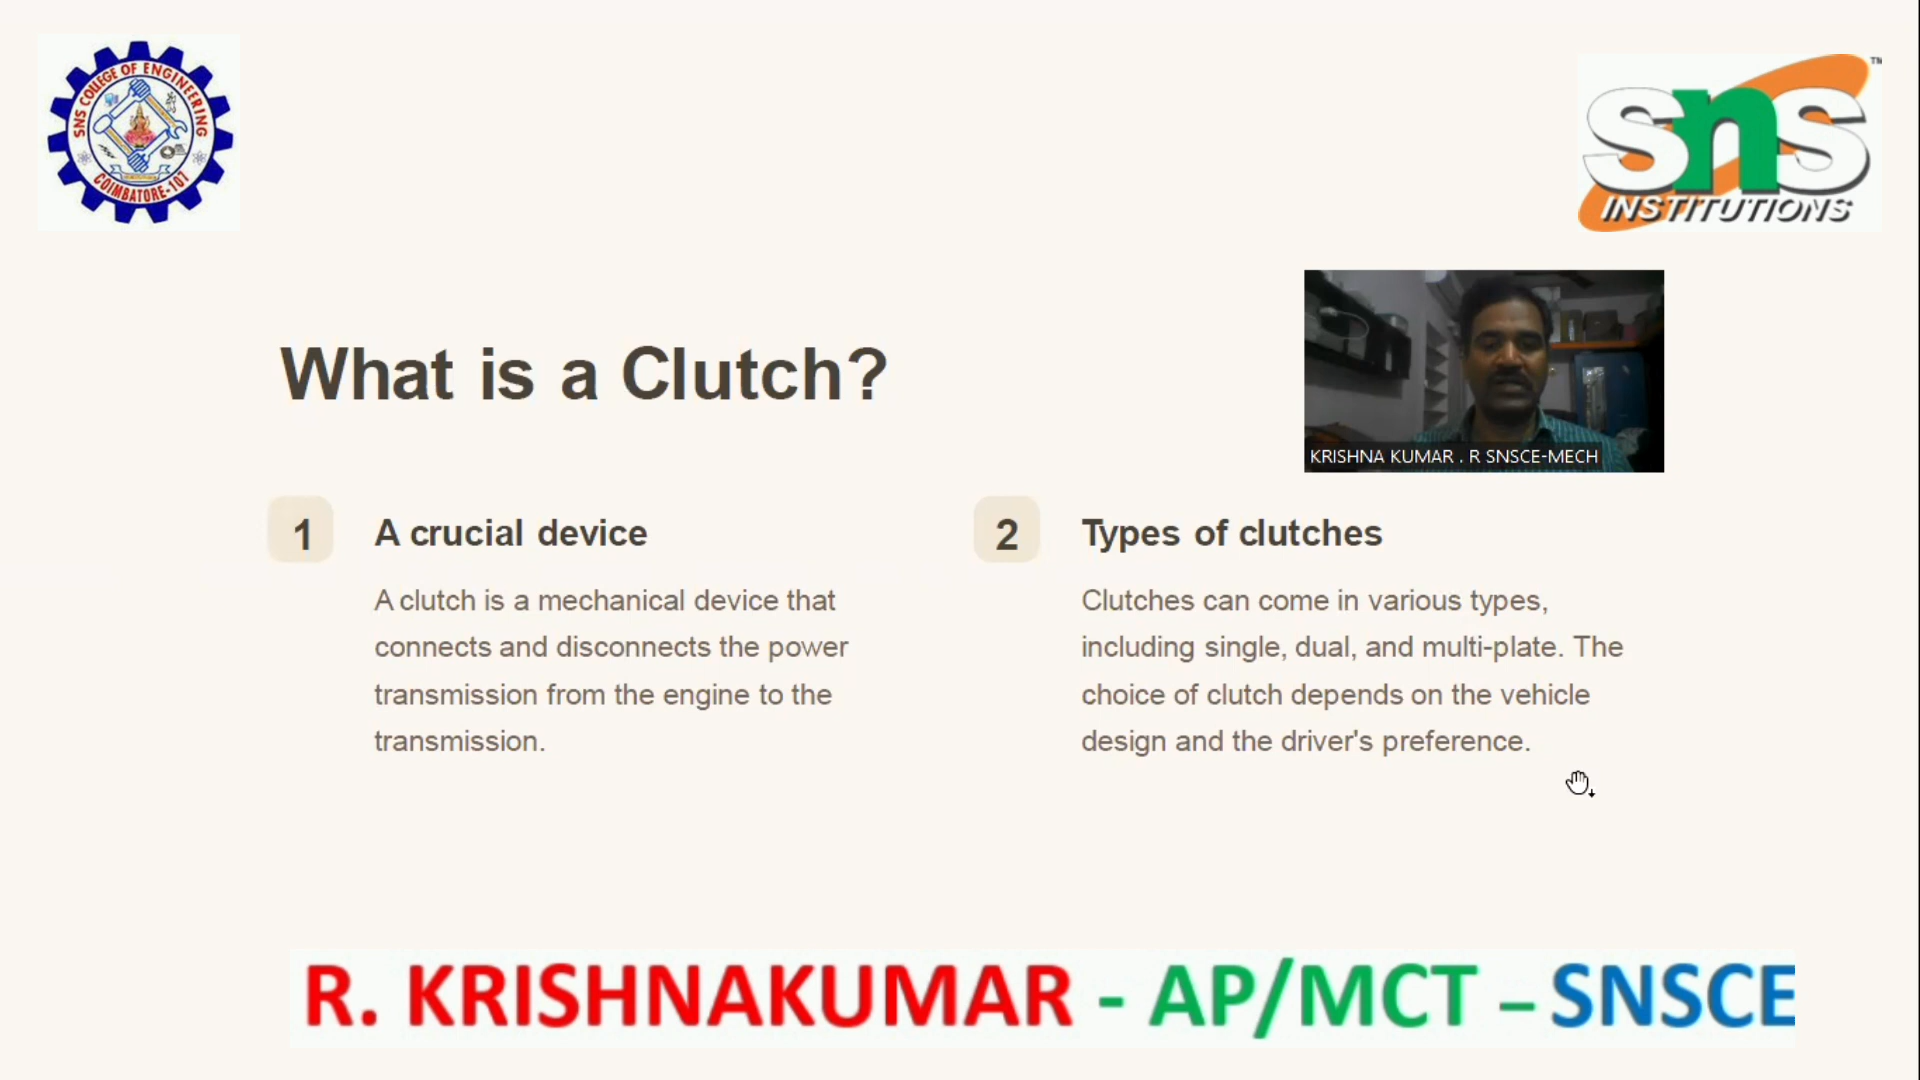 SNS COLLEGE OF ENGINEERING
COIMBATORE-107
sns
TM
INSTITUTIONS
What is a Clutch?
KRISHNA KUMAR . R SNSCE-MECH
1
A crucial device
A clutch is a mechanical device that
connects and disconnects the power
transmission from the engine to the
transmission.
2
Types of clutches
Clutches can come in various types,
including single, dual, and multi-plate. The
choice of clutch depends on the vehicle
design and the driver's preference.
R. KRISHNAKUMAR - AP/MCT – SNSCE